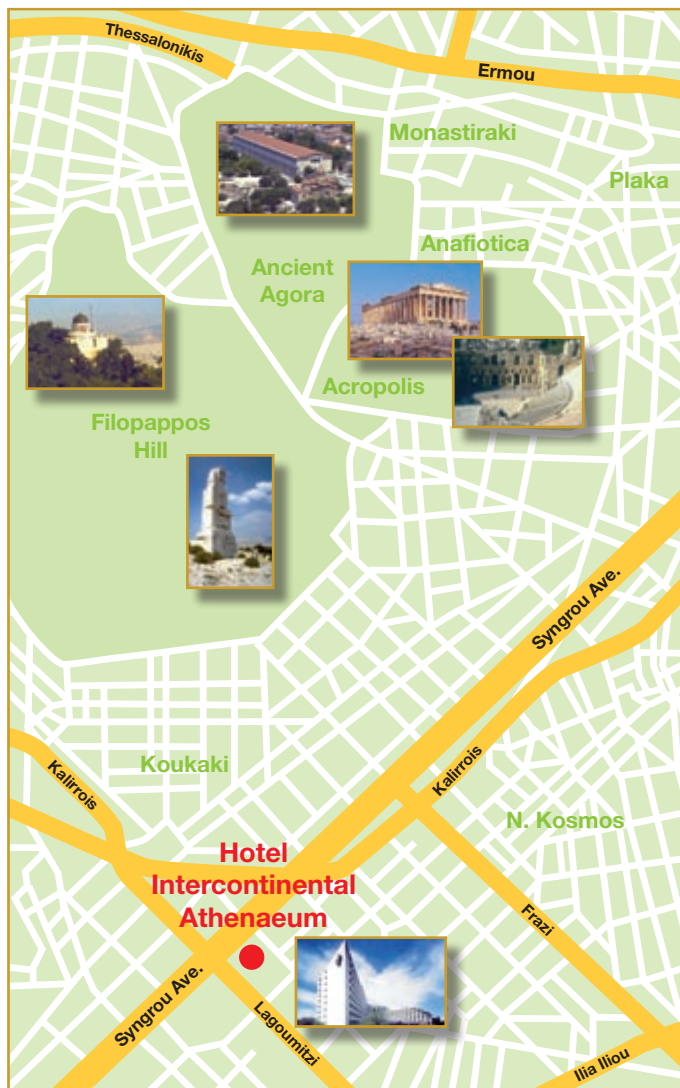 Thessalonikis
Ermou
Monastiraki
Plaka
Anafiotica
Ancient
Agora
Acropolis
Filopappos
Hill
Syngrou Ave.
Kalirrois
Koukaki
Kalirrois
N. Kosmos
Hotel
Intercontinental
Athenaeum
Frazi
Syngrou Ave.
Lagoumitzi
Ilia Iliou